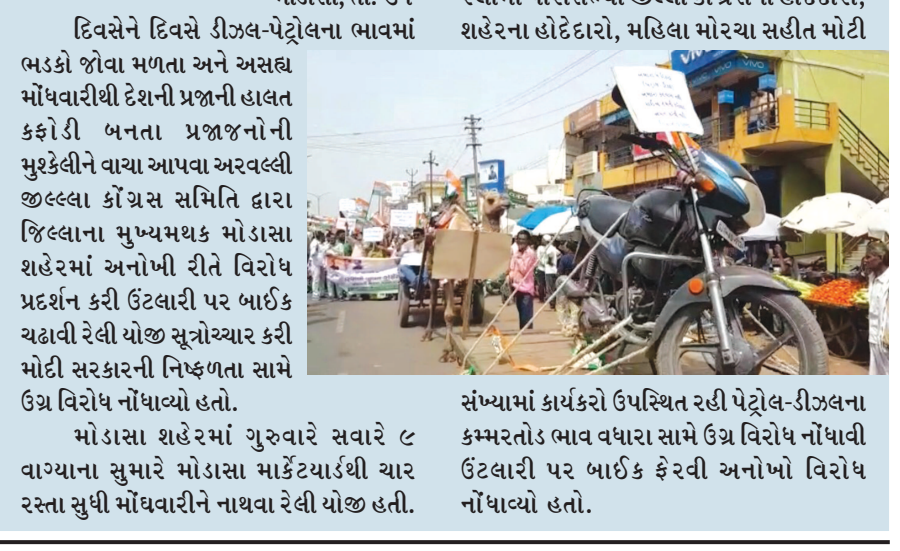 દિવસેને દિવસે ડીઝલ-પેટ્રોલના ભાવમાં
ભડકો જોવા મળતા અને અસહ્ય
મોંધવારીથી દેશની પ્રજાની હાલત
કફોડી બનતા પ્રજાજનોની
મુશ્કેલીને વાચા આપવા અરવલ્લી
જીલ્લ્લા કોંગ્રસ સમિતિ દ્વારા
જિલ્લાના મુખ્યમથક મોડાસા
શહેરમાં અનોખી રીતે વિરોધ
પ્રદર્શન કરી ઉંટલારી પર બાઈક
ચઢાવી રેલી યોજી સૂત્રોચ્ચાર કરી
મોદી સરકારની નિષ્ફળતા સામે
ઉગ્ર વિરોધ નોંધાવ્યો હતો.
મોડાસા શહેરમાં ગુરુવારે સવારે ૯
વાગ્યાના સુમારે મોડાસા માર્કેટયાર્ડથી ચાર
રસ્તા સુધી મોંઘવારીને નાથવા રેલી યોજી હતી.
શહેરના હોદેદારો, મહિલા મોરચા સહીત મોટી
vivo
સંખ્યામાં કાર્યકરો ઉપસ્થિત રહી પેટ્રોલ-ડીઝલના
કમ્મરતોડ ભાવ વધારા સામે ઉગ્ર વિરોધ નોંધાવી
ઉંટલારી પર બાઈક ફેરવી અનોખો વિરોધ
નોંધાવ્યો હતો.